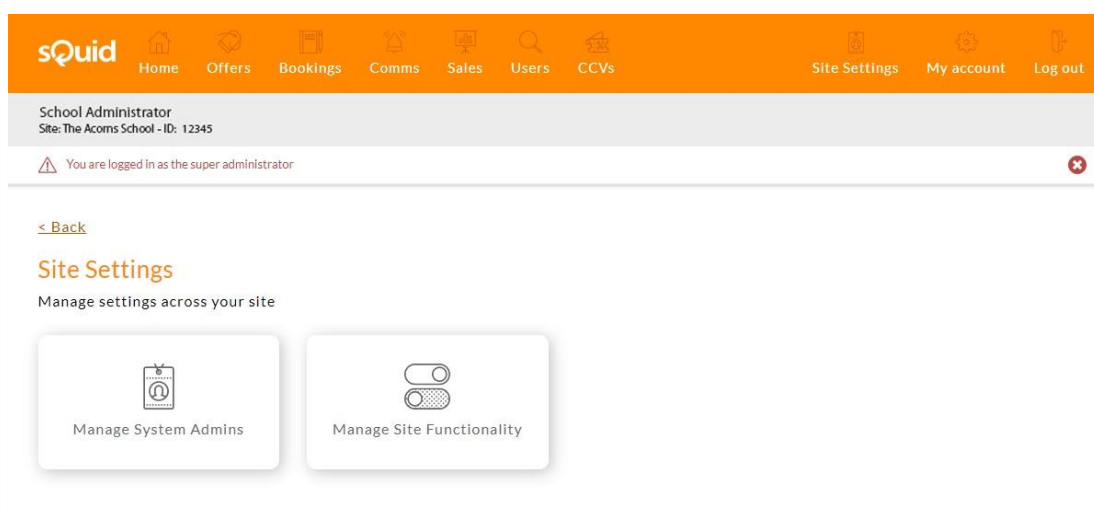 sQuid
Home Offers Bookings Comms Sales Users CCVs Site Settings My account Log out
School Administrator
Site: The Acorns School - ID: 12345
You are logged in as the super administrator
< Back
Site Settings
Manage settings across your site
Manage System Admins Manage Site Functionality